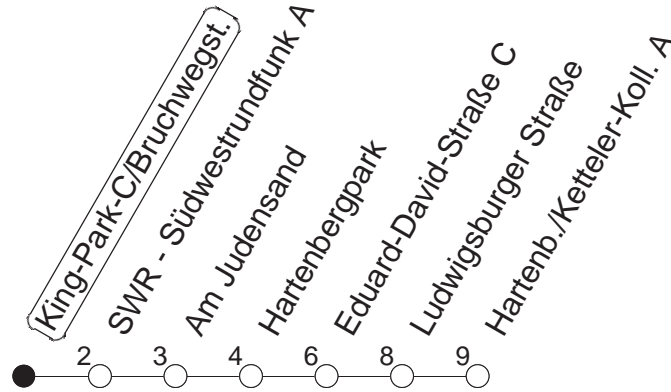 King-Park-C/Bruchwegst.
SWR - Südwestrundfunk A
Am Judensand
Hartenbergpark
Eduard-David-Straße C
Ludwigsburger Straße
Hartenb./Ketteler-Koll. A
2 3 4 6 8 9